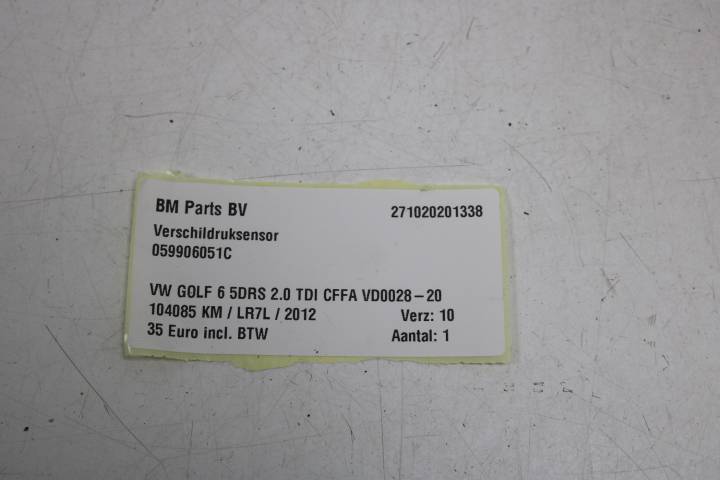 BM Parts BV 271020201338
Verschildruksensor
059906051C
VW GOLF 6 5DRS 2.0 TDI CFFA VD0028-20
104085 KM / LR7L / 2012 Verz: 10
35 Euro incl. BTW Aantal: 1